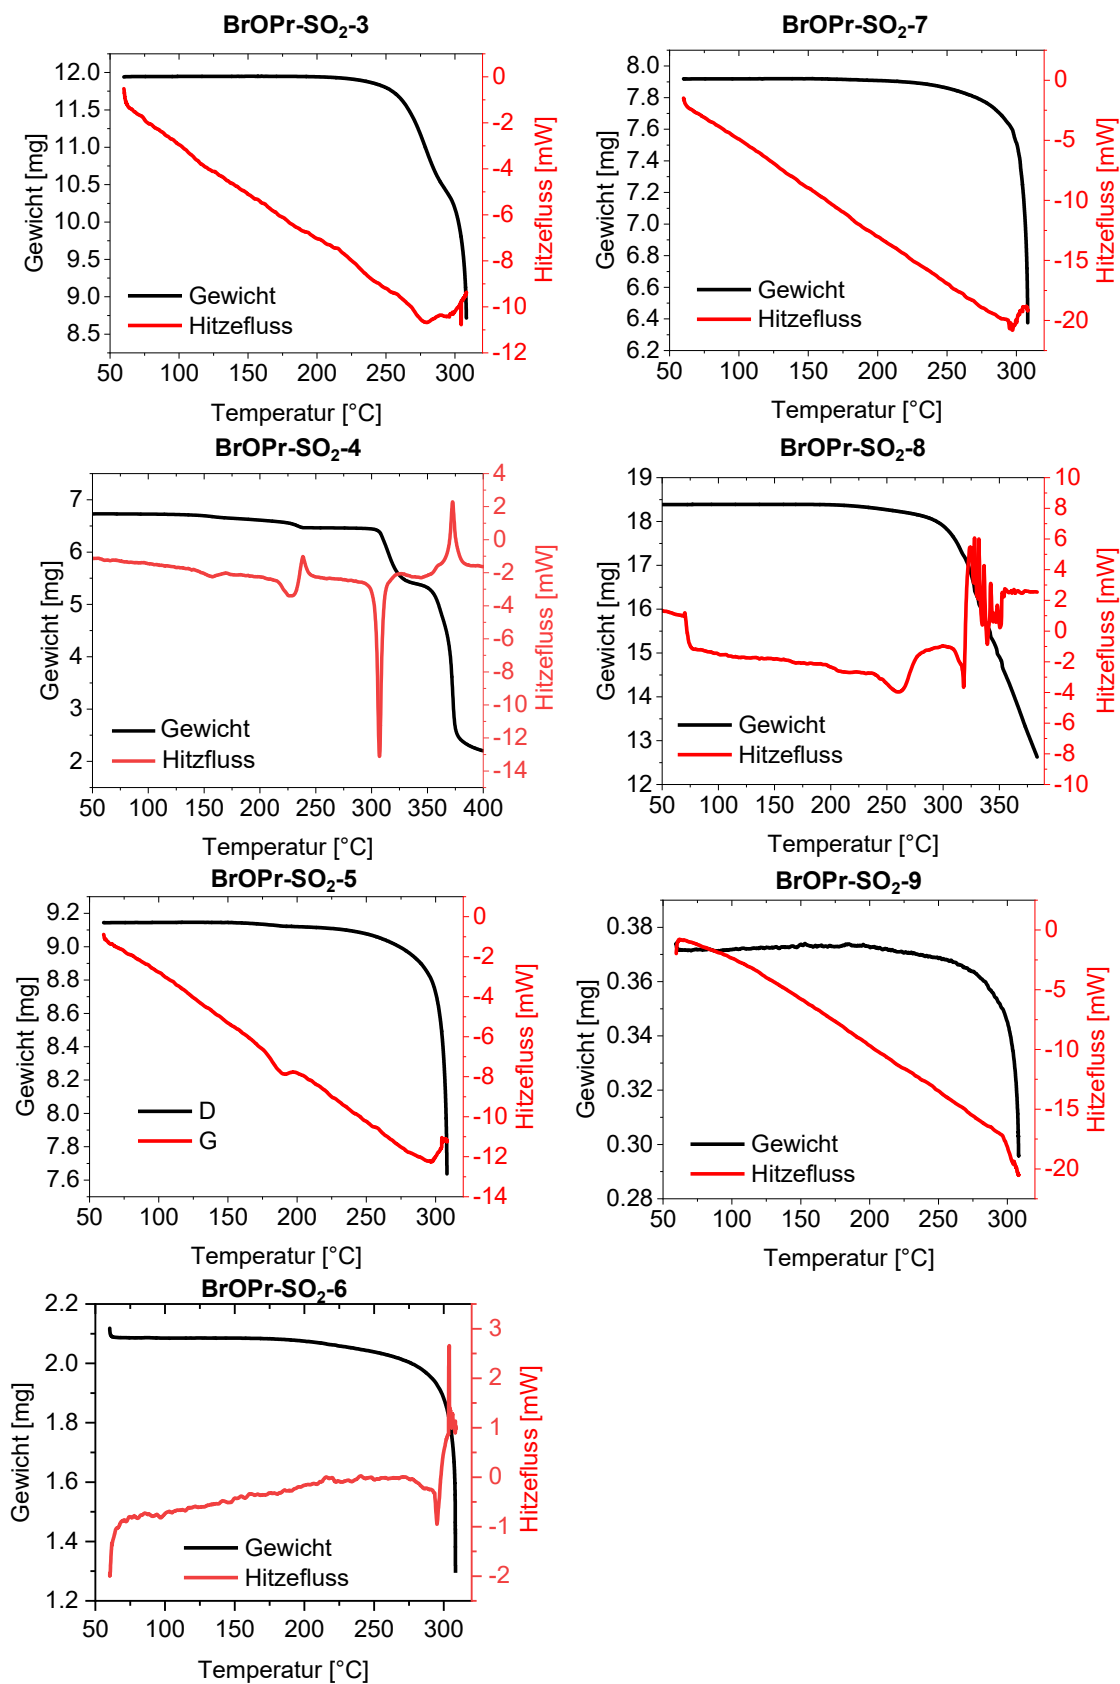 BrOPr-SO₂-3
12.0
11.5
11.0
10.5
10.0
9.5
9.0
8.5
Gewicht [mg]
0
-2
-4
-6
-8
-10
-12
Hitzefluss [mW]
Gewicht
Hitzefluss
50 100 150 200 250 300
Temperatur [°C]
BrOPr-SO₂-7
8.0
7.8
7.6
7.4
7.2
7.0
6.8
6.6
6.4
6.2
Gewicht [mg]
0
-5
-10
-15
-20
Hitzefluss [mW]
Gewicht
Hitzefluss
50 100 150 200 250 300
Temperatur [°C]
BrOPr-SO₂-4
7
6
5
4
3
2
Gewicht [mg]
4
2
0
-2
-4
-6
-8
-10
-12
-14
Hitzefluss [mW]
Gewicht
Hitzfluss
50 100 150 200 250 300 350 400
Temperatur [°C]
BrOPr-SO₂-8
19
18
17
16
15
14
13
12
Gewicht [mg]
10
8
6
4
2
0
-2
-4
-6
-8
-10
Hitzefluss [mW]
Gewicht
Hitzefluss
50 100 150 200 250 300 350
Temperatur [°C]
BrOPr-SO₂-5
9.2
9.0
8.8
8.6
8.4
8.2
8.0
7.8
7.6
Gewicht [mg]
0
-2
-4
-6
-8
-10
-12
-14
Hitzefluss [mW]
D
G
50 100 150 200 250 300
Temperatur [°C]
BrOPr-SO₂-9
0.38
0.36
0.34
0.32
0.30
0.28
Gewicht [mg]
0
-5
-10
-15
-20
Hitzefluss [mW]
Gewicht
Hitzefluss
50 100 150 200 250 300
Temperatur [°C]
BrOPr-SO₂-6
2.2
2.0
1.8
1.6
1.4
1.2
Gewicht [mg]
3
2
1
0
-1
-2
Hitzefluss [mW]
Gewicht
Hitzefluss
50 100 150 200 250 300
Temperatur [°C]